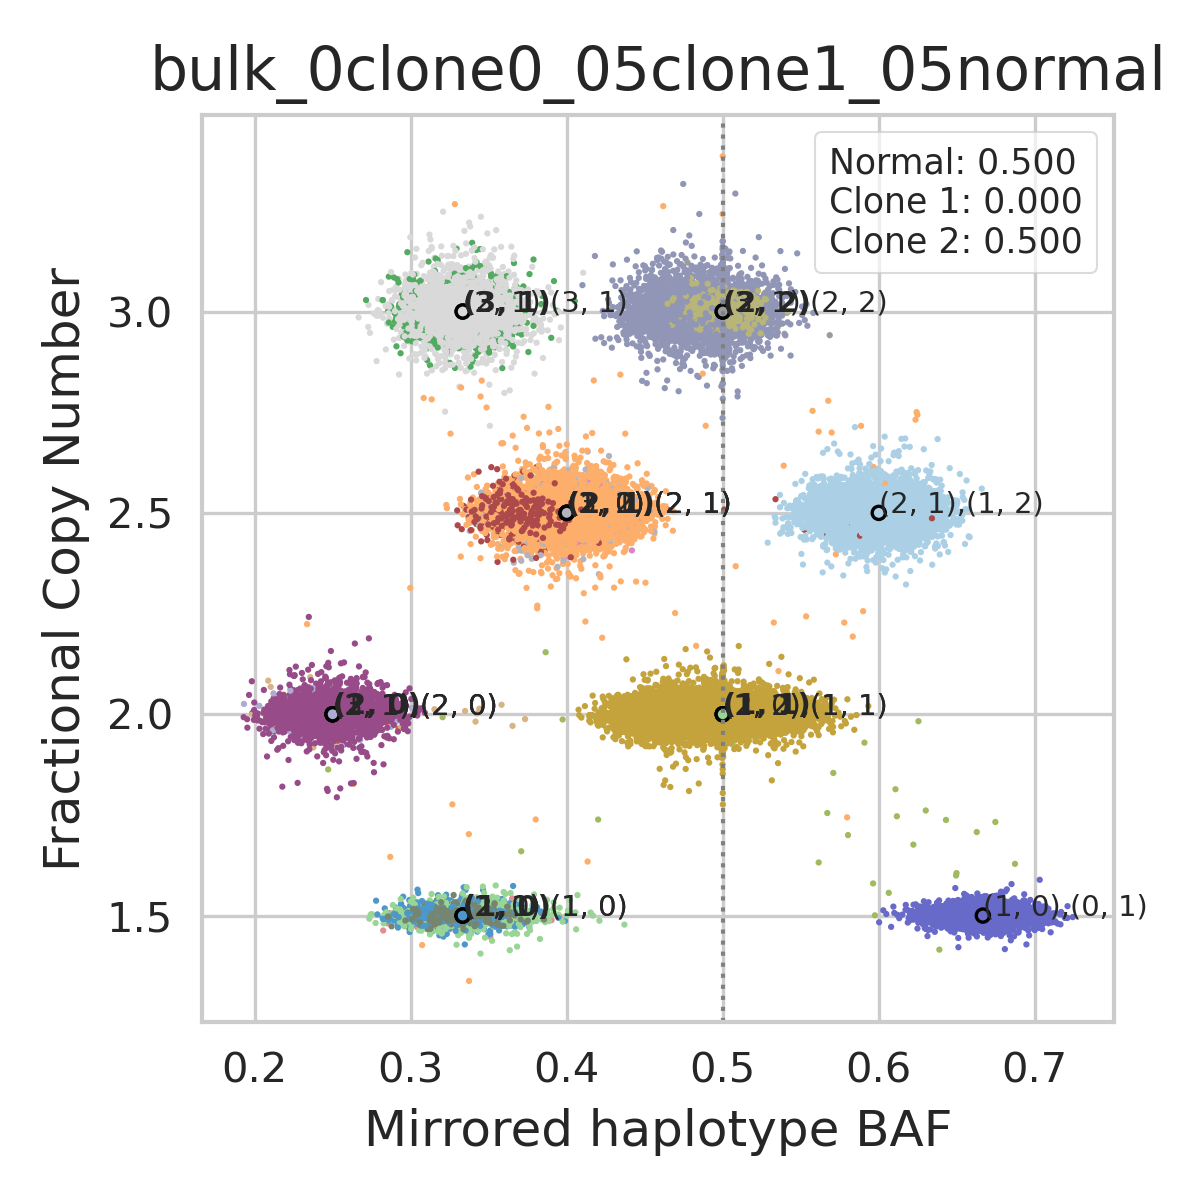 bulk_0clone0_05clone1_05normal
Normal: 0.500
Clone 1: 0.000
Clone 2: 0.500
Fractional Copy Number
3.0
(3, 1)
(2, 2)
2.5
(2, 1)
(2, 1),(1, 2)
2.0
(2, 0)
(1, 1)
1.5
(1, 0)
(1, 0),(0, 1)
0.2 0.3 0.4 0.5 0.6 0.7
Mirrored haplotype BAF